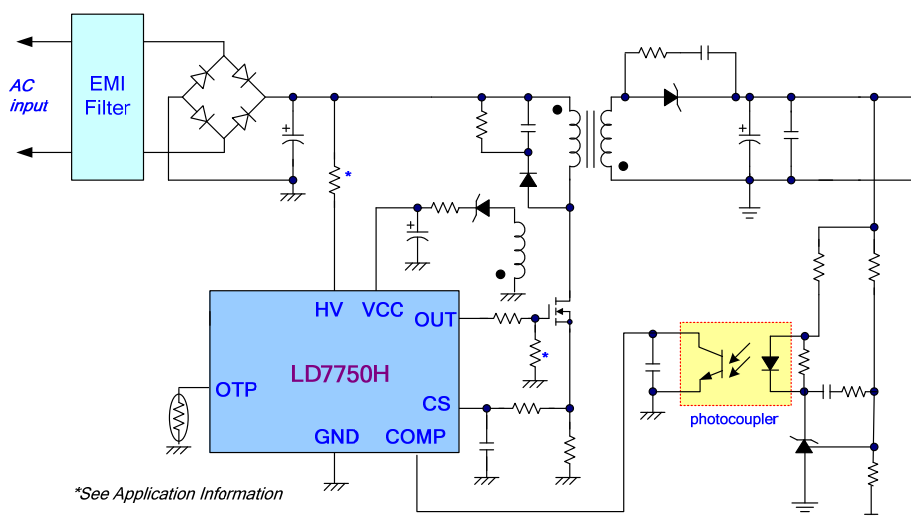 AC
input
EMI
Filter
+
+
*
+
HV
VCC
OUT
LD7750H
*
OTP
CS
GND
COMP
photocoupler
*See Application Information